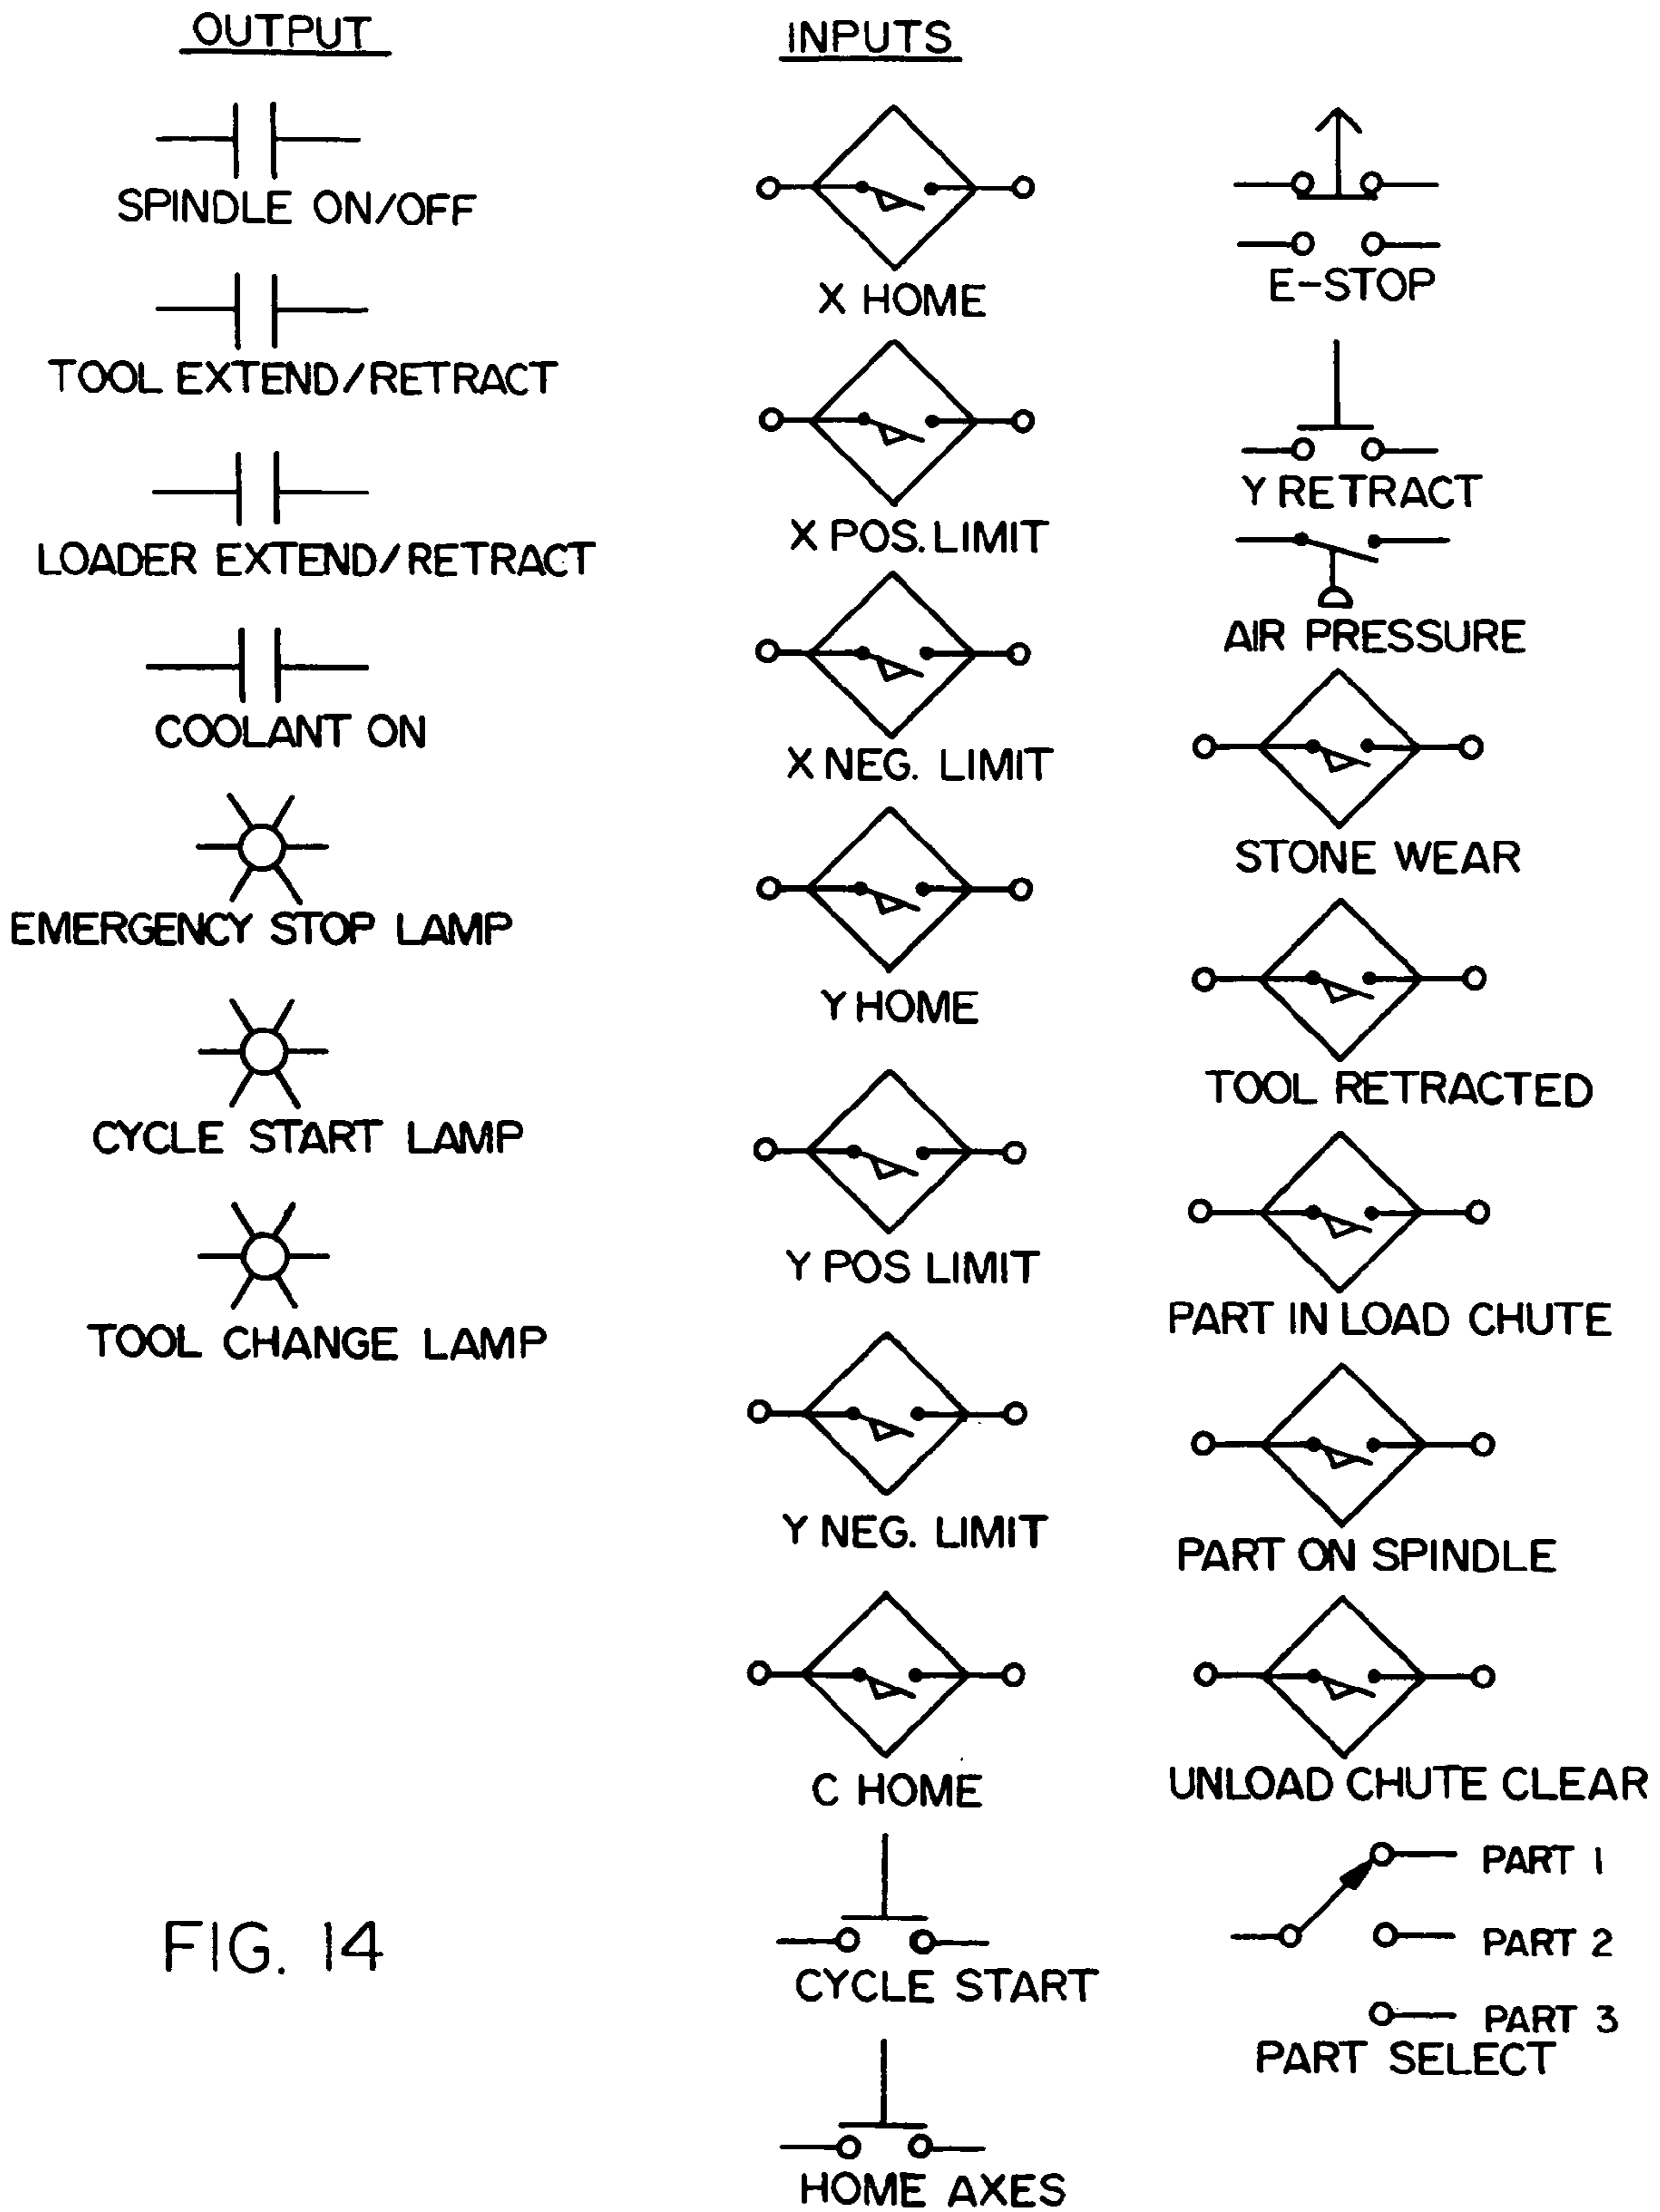 OUTPUT
SPINDLE ON/OFF
TOOL EXTEND/RETRACT
LOADER EXTEND/RETRACT
COOLANT ON
EMERGENCY STOP LAMP
CYCLE START LAMP
TOOL CHANGE LAMP
INPUTS
X HOME
X POS. LIMIT
X NEG. LIMIT
Y HOME
Y POS LIMIT
Y NEG. LIMIT
C HOME
CYCLE START
HOME AXES
E-STOP
Y RETRACT
AIR PRESSURE
STONE WEAR
TOOL RETRACTED
PART IN LOAD CHUTE
PART ON SPINDLE
UNLOAD CHUTE CLEAR
PART 1
PART 2
PART 3
PART SELECT
FIG. 14